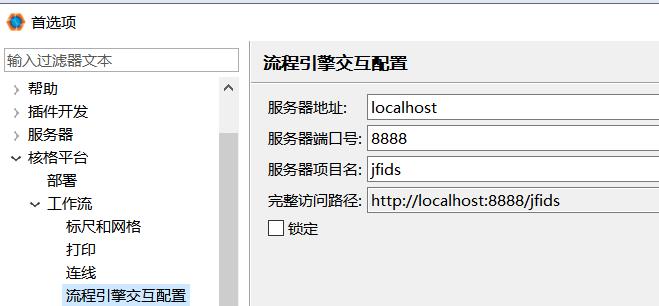 首选项
输入过滤器文本
帮助
插件开发
服务器
核格平台
部署
工作流
标尺和网格
打印
连线
流程引擎交互配置
流程引擎交互配置
服务器地址: localhost
服务器端口号: 8888
服务器项目名: jfids
完整访问路径: http://localhost:8888/jfids
锁定